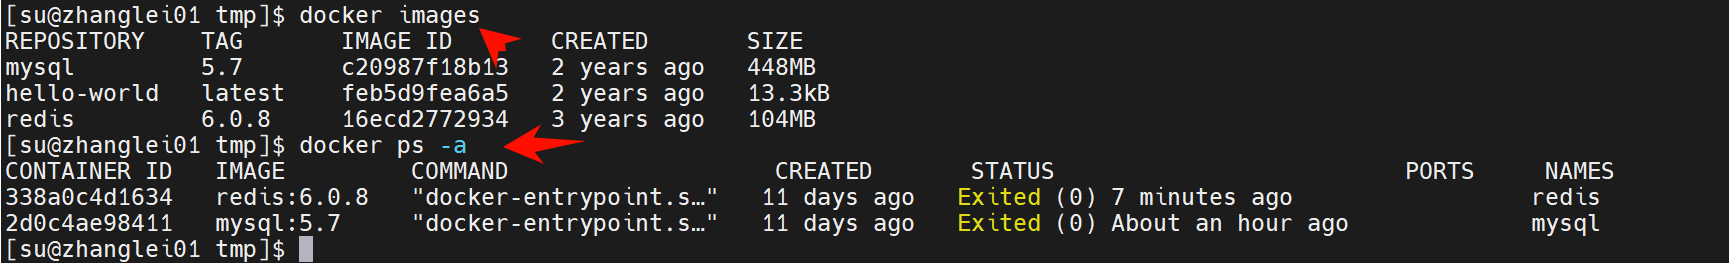 [su@zhanglei01 tmp]$ docker images
REPOSITORY    TAG       IMAGE ID       CREATED       SIZE
mysql         5.7       c20987f18b13   2 years ago   448MB
hello-world   latest    feb5d9fea6a5   2 years ago   13.3kB
redis         6.0.8     16ecd2772934   3 years ago   104MB
[su@zhanglei01 tmp]$ docker ps -a
CONTAINER ID   IMAGE         COMMAND                  CREATED       STATUS                         PORTS     NAMES
338a0c4d1634   redis:6.0.8   "docker-entrypoint.s…"   11 days ago   Exited (0) 7 minutes ago                 redis
2d0c4ae98411   mysql:5.7     "docker-entrypoint.s…"   11 days ago   Exited (0) About an hour ago             mysql
[su@zhanglei01 tmp]$